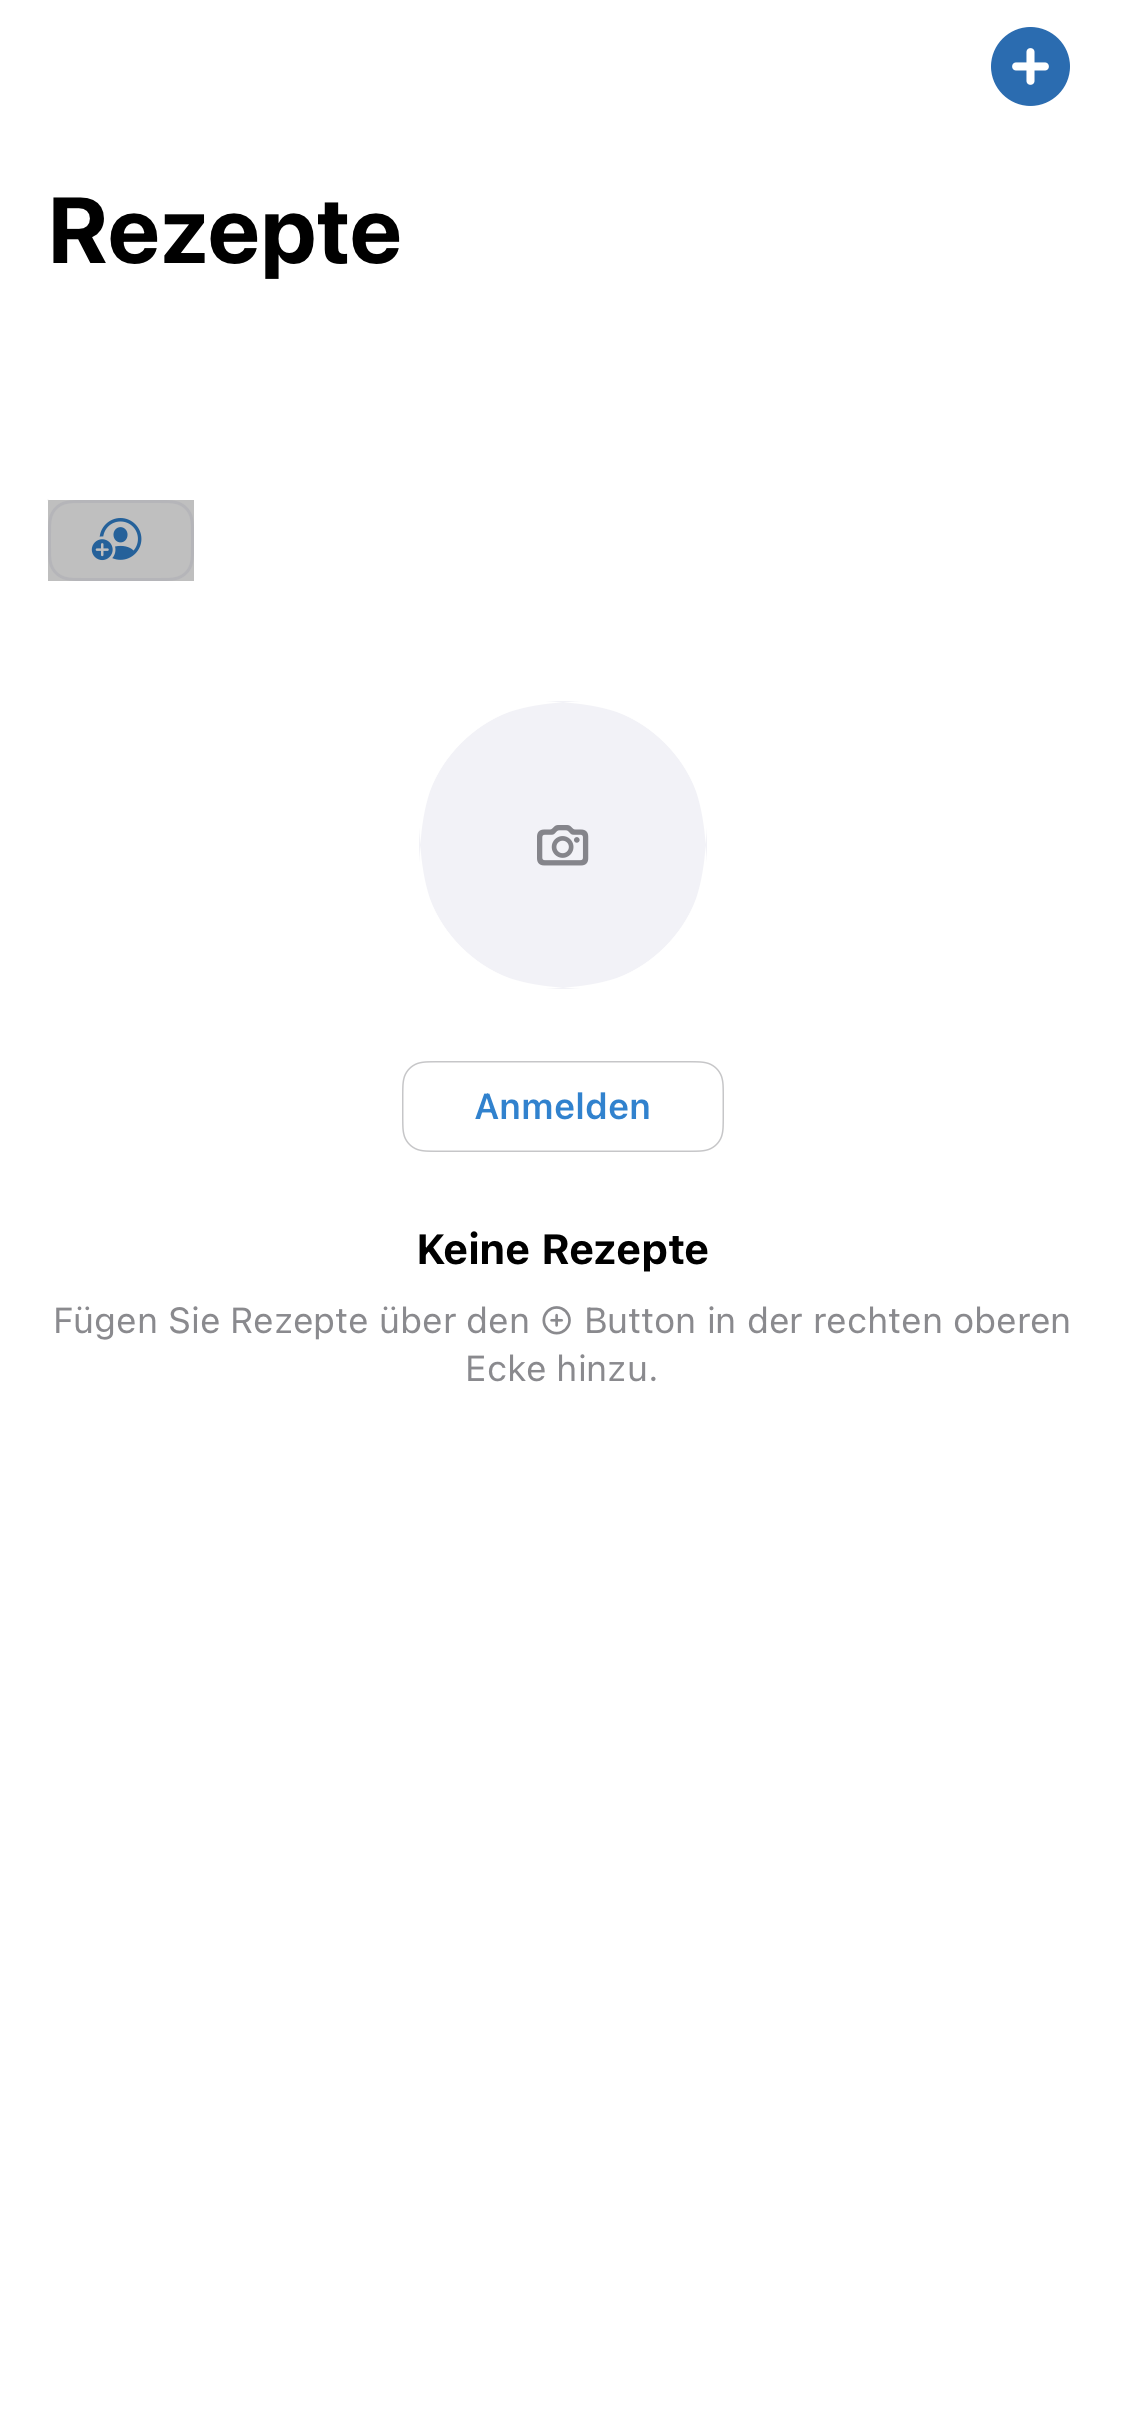 Rezepte
Anmelden
Keine Rezepte
Fügen Sie Rezepte über den ⊕ Button in der rechten oberen
Ecke hinzu.